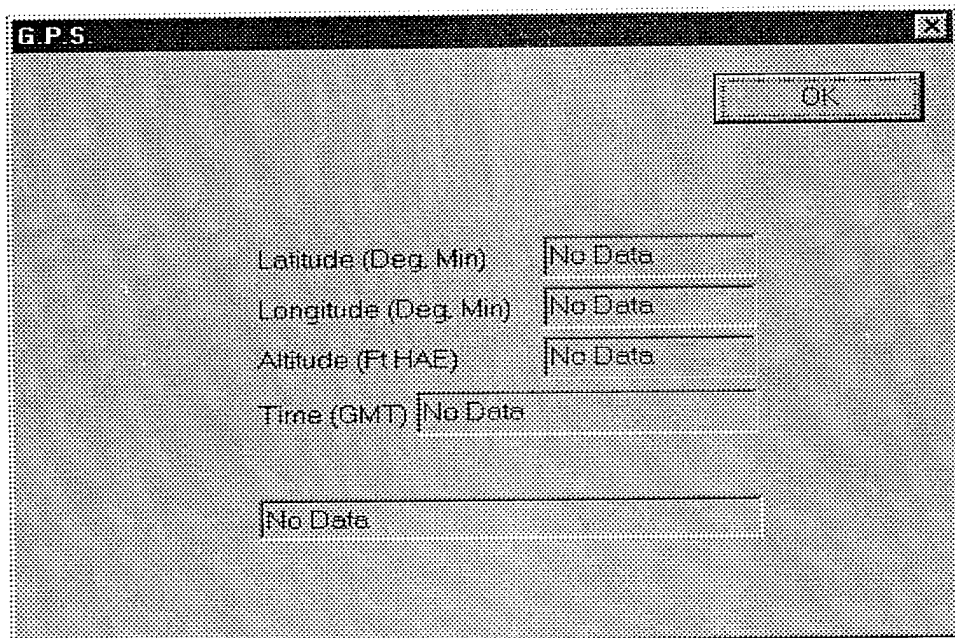 G.P.S.
OK
Latitude (Deg. Min) No Data
Longitude (Deg. Min) No Data
Altitude (Ft HAE) No Data
Time (GMT) No Data
No Data